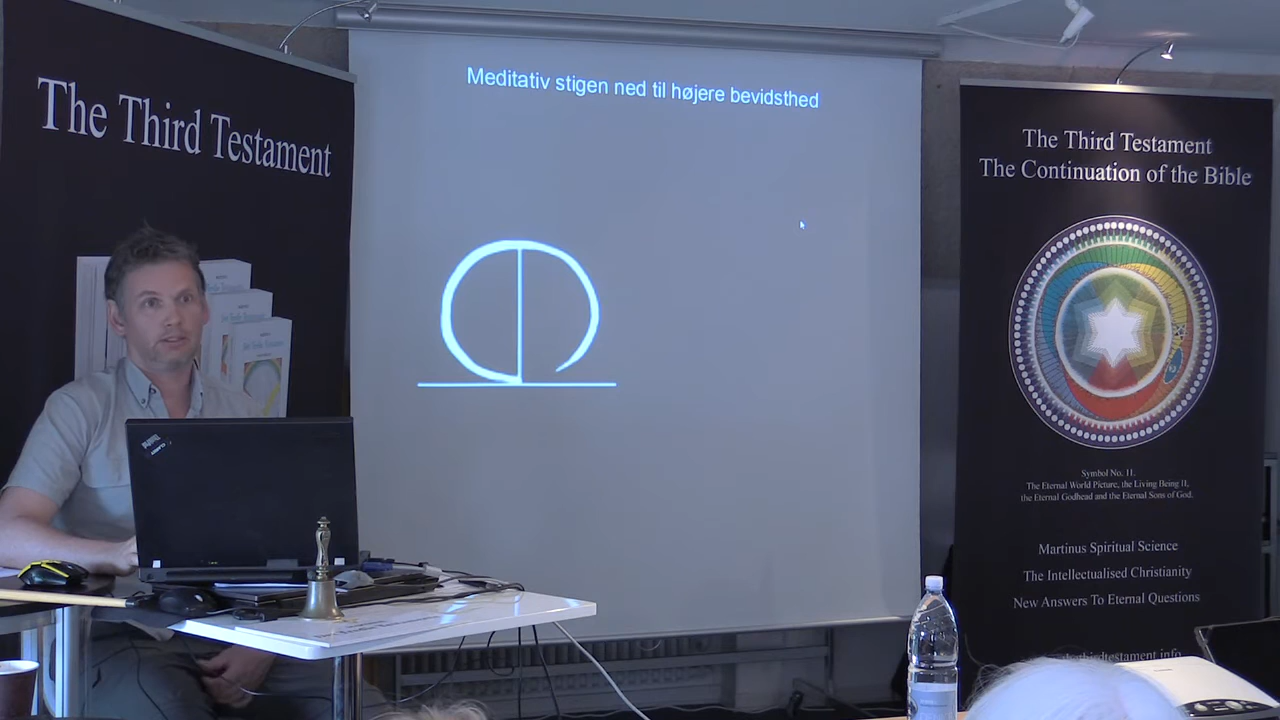 The Third Testament
Meditativ stigen ned til højere bevidsthed
The Third Testament
The Continuation of the Bible
Symbol No. 11.
The Eternal World Picture, the Living Being II,
the Eternal Godhead and the Eternal Sons of God.
Martinus Spiritual Science
The Intellectualised Christianity
New Answers To Eternal Questions